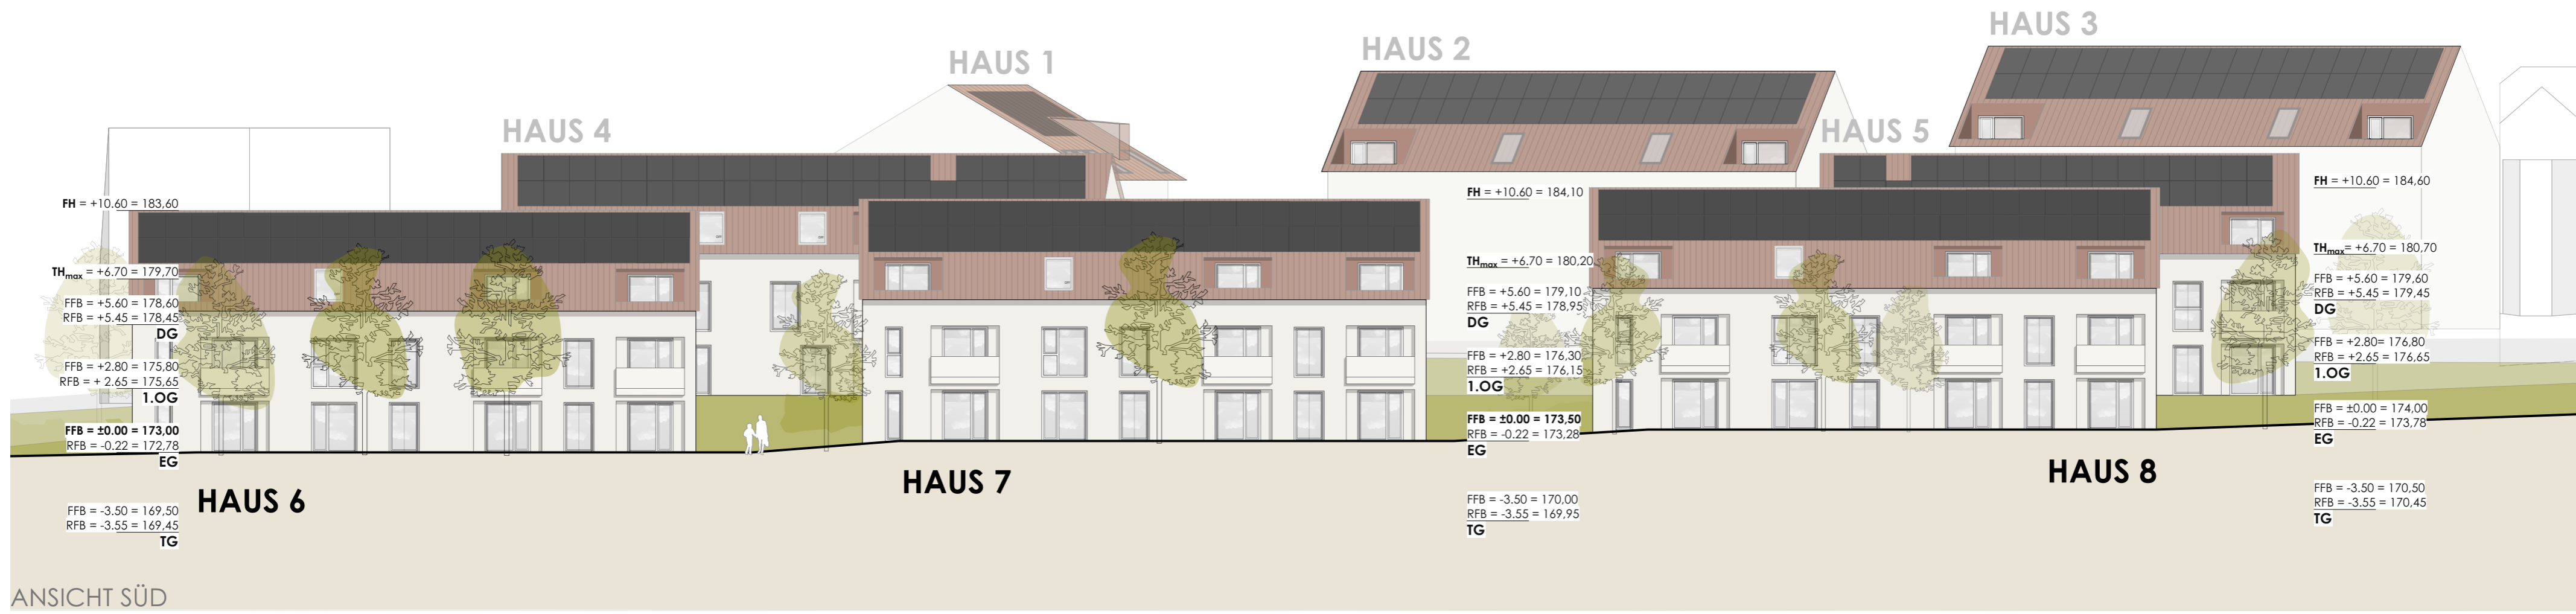 HAUS 1
HAUS 2
HAUS 3
HAUS 4
HAUS 5
FH = +10.60 = 183,60
THmax = +6.70 = 179,70
FFB = +5.60 = 178,60
RFB = +5.45 = 178,45
DG
FFB = +2.80 = 175,80
RFB = + 2.65 = 175,65
1.OG
FFB = ±0.00 = 173,00
RFB = -0.22 = 172,78
EG
FFB = -3.50 = 169,50
RFB = -3.55 = 169,45
TG
HAUS 6
HAUS 7
FH = +10.60 = 184,10
THmax = +6.70 = 180,20
FFB = +5.60 = 179,10
RFB = +5.45 = 178,95
DG
FFB = +2.80 = 176,30
RFB = +2.65 = 176,15
1.OG
FFB = ±0.00 = 173,50
RFB = -0.22 = 173,28
EG
FFB = -3.50 = 170,00
RFB = -3.55 = 169,95
TG
HAUS 8
FH = +10.60 = 184,60
THmax= +6.70 = 180,70
FFB = +5.60 = 179,60
RFB = +5.45 = 179,45
DG
FFB = +2.80= 176,80
RFB = +2.65 = 176,65
1.OG
FFB = ±0.00 = 174,00
RFB = -0.22 = 173,78
EG
FFB = -3.50 = 170,50
RFB = -3.55 = 170,45
TG
ANSICHT SÜD